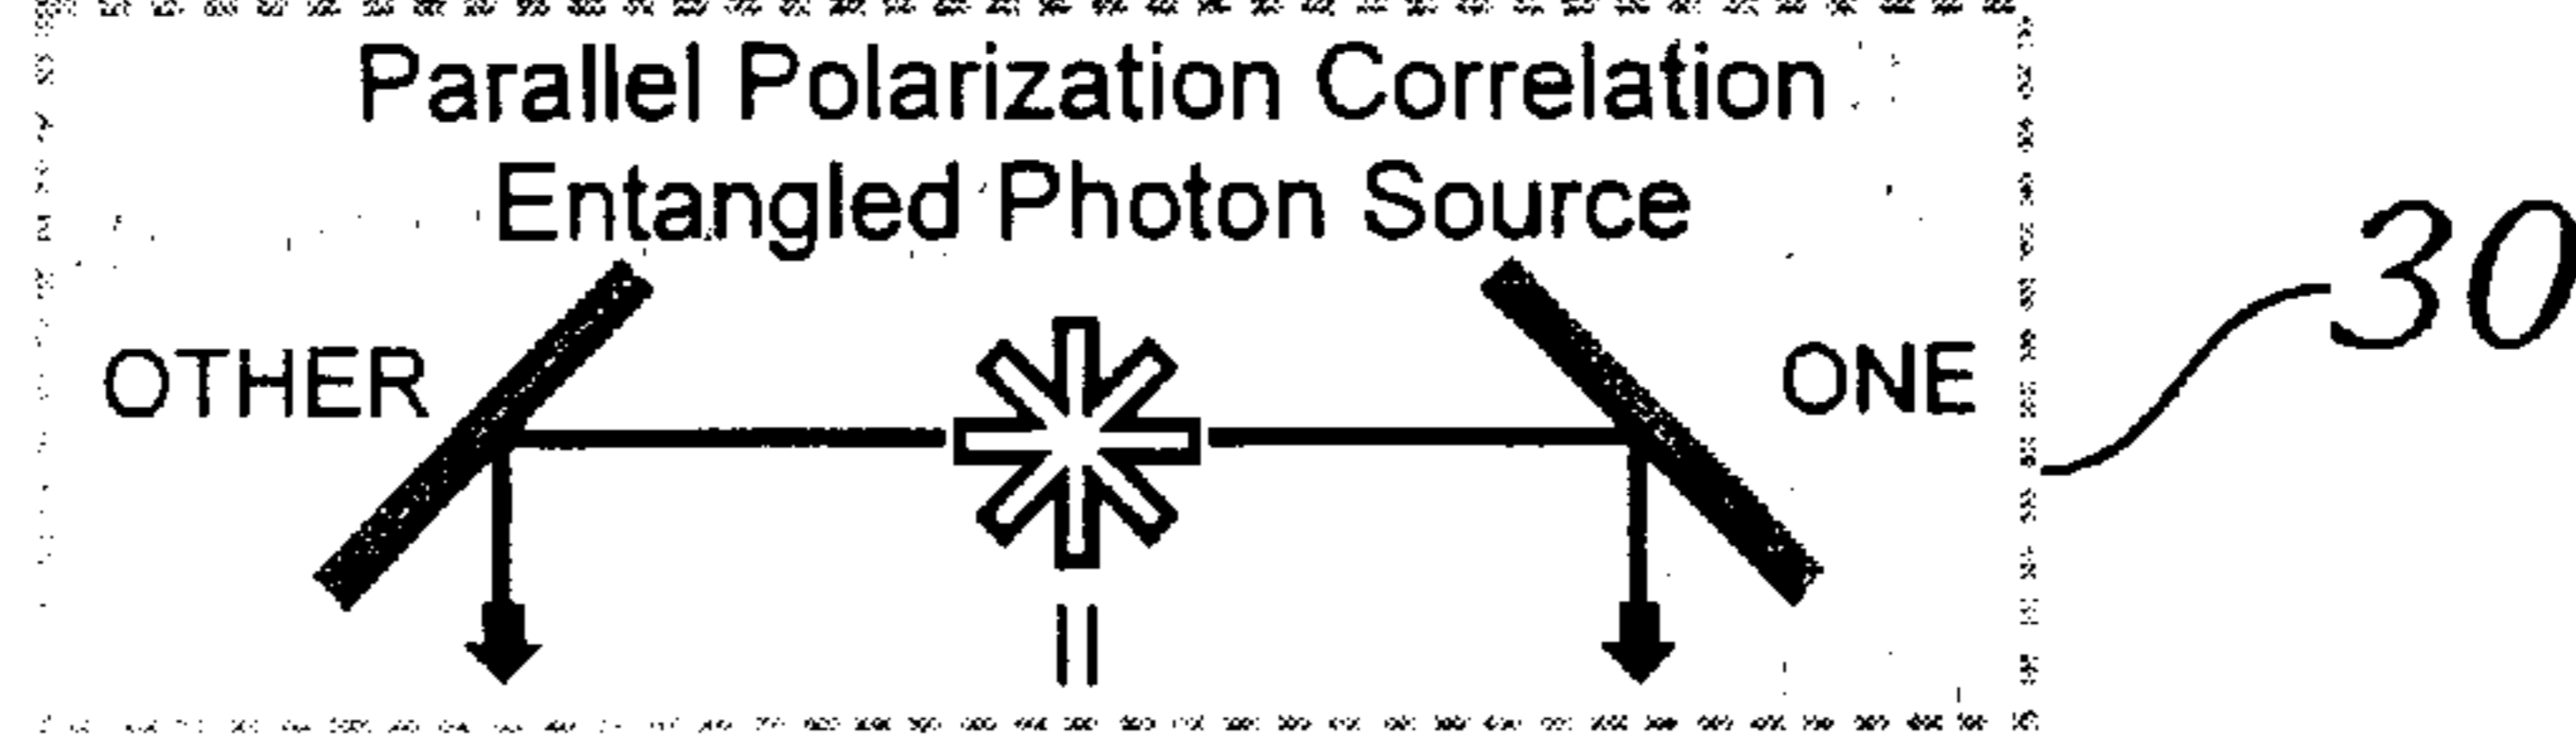 Parallel Polarization Correlation
Entangled Photon Source
OTHER
ONE
30
||